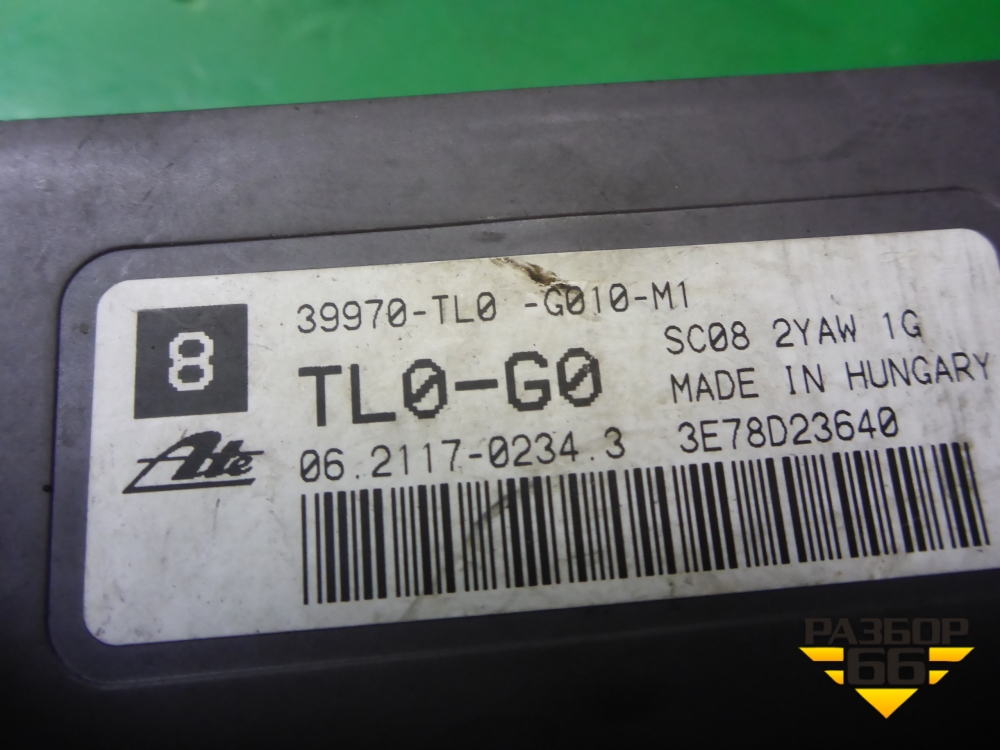 8
39970-TL0 -G010-M1
TL0-G0
SC08 2YAW 1G
MADE IN HUNGARY
Ate
06.2117-0234.3 3E78D23640
РАЗБОР
66